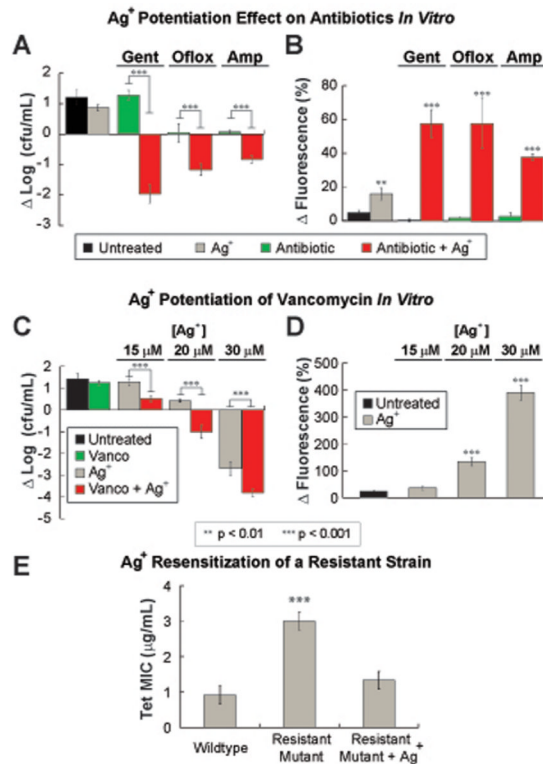 Ag+ Potentiation Effect on Antibiotics In Vitro
A
Gent Oflox Amp
Δ Log (cfu/mL)
2
1
0
-1
-2
-3
*** *** ***
B
Gent Oflox Amp
Δ Fluorescence (%)
80
60
40
20
0
** *** *** ***
Untreated Ag+ Antibiotic Antibiotic + Ag+
Ag+ Potentiation of Vancomycin In Vitro
C
[Ag+]
15 μM 20 μM 30 μM
Δ Log (cfu/mL)
2
1
0
-1
-2
-3
-4
-5
*** *** ***
Untreated
Vanco
Ag+
Vanco + Ag+
D
[Ag+]
15 μM 20 μM 30 μM
Δ Fluorescence (%)
500
400
300
200
100
0
*** ***
Untreated
Ag+
** p < 0.01 *** p < 0.001
E
Ag+ Resensitization of a Resistant Strain
Tet MIC (μg/mL)
4
3
2
1
0
***
Wildtype
Resistant
Mutant
Resistant
Mutant + Ag+